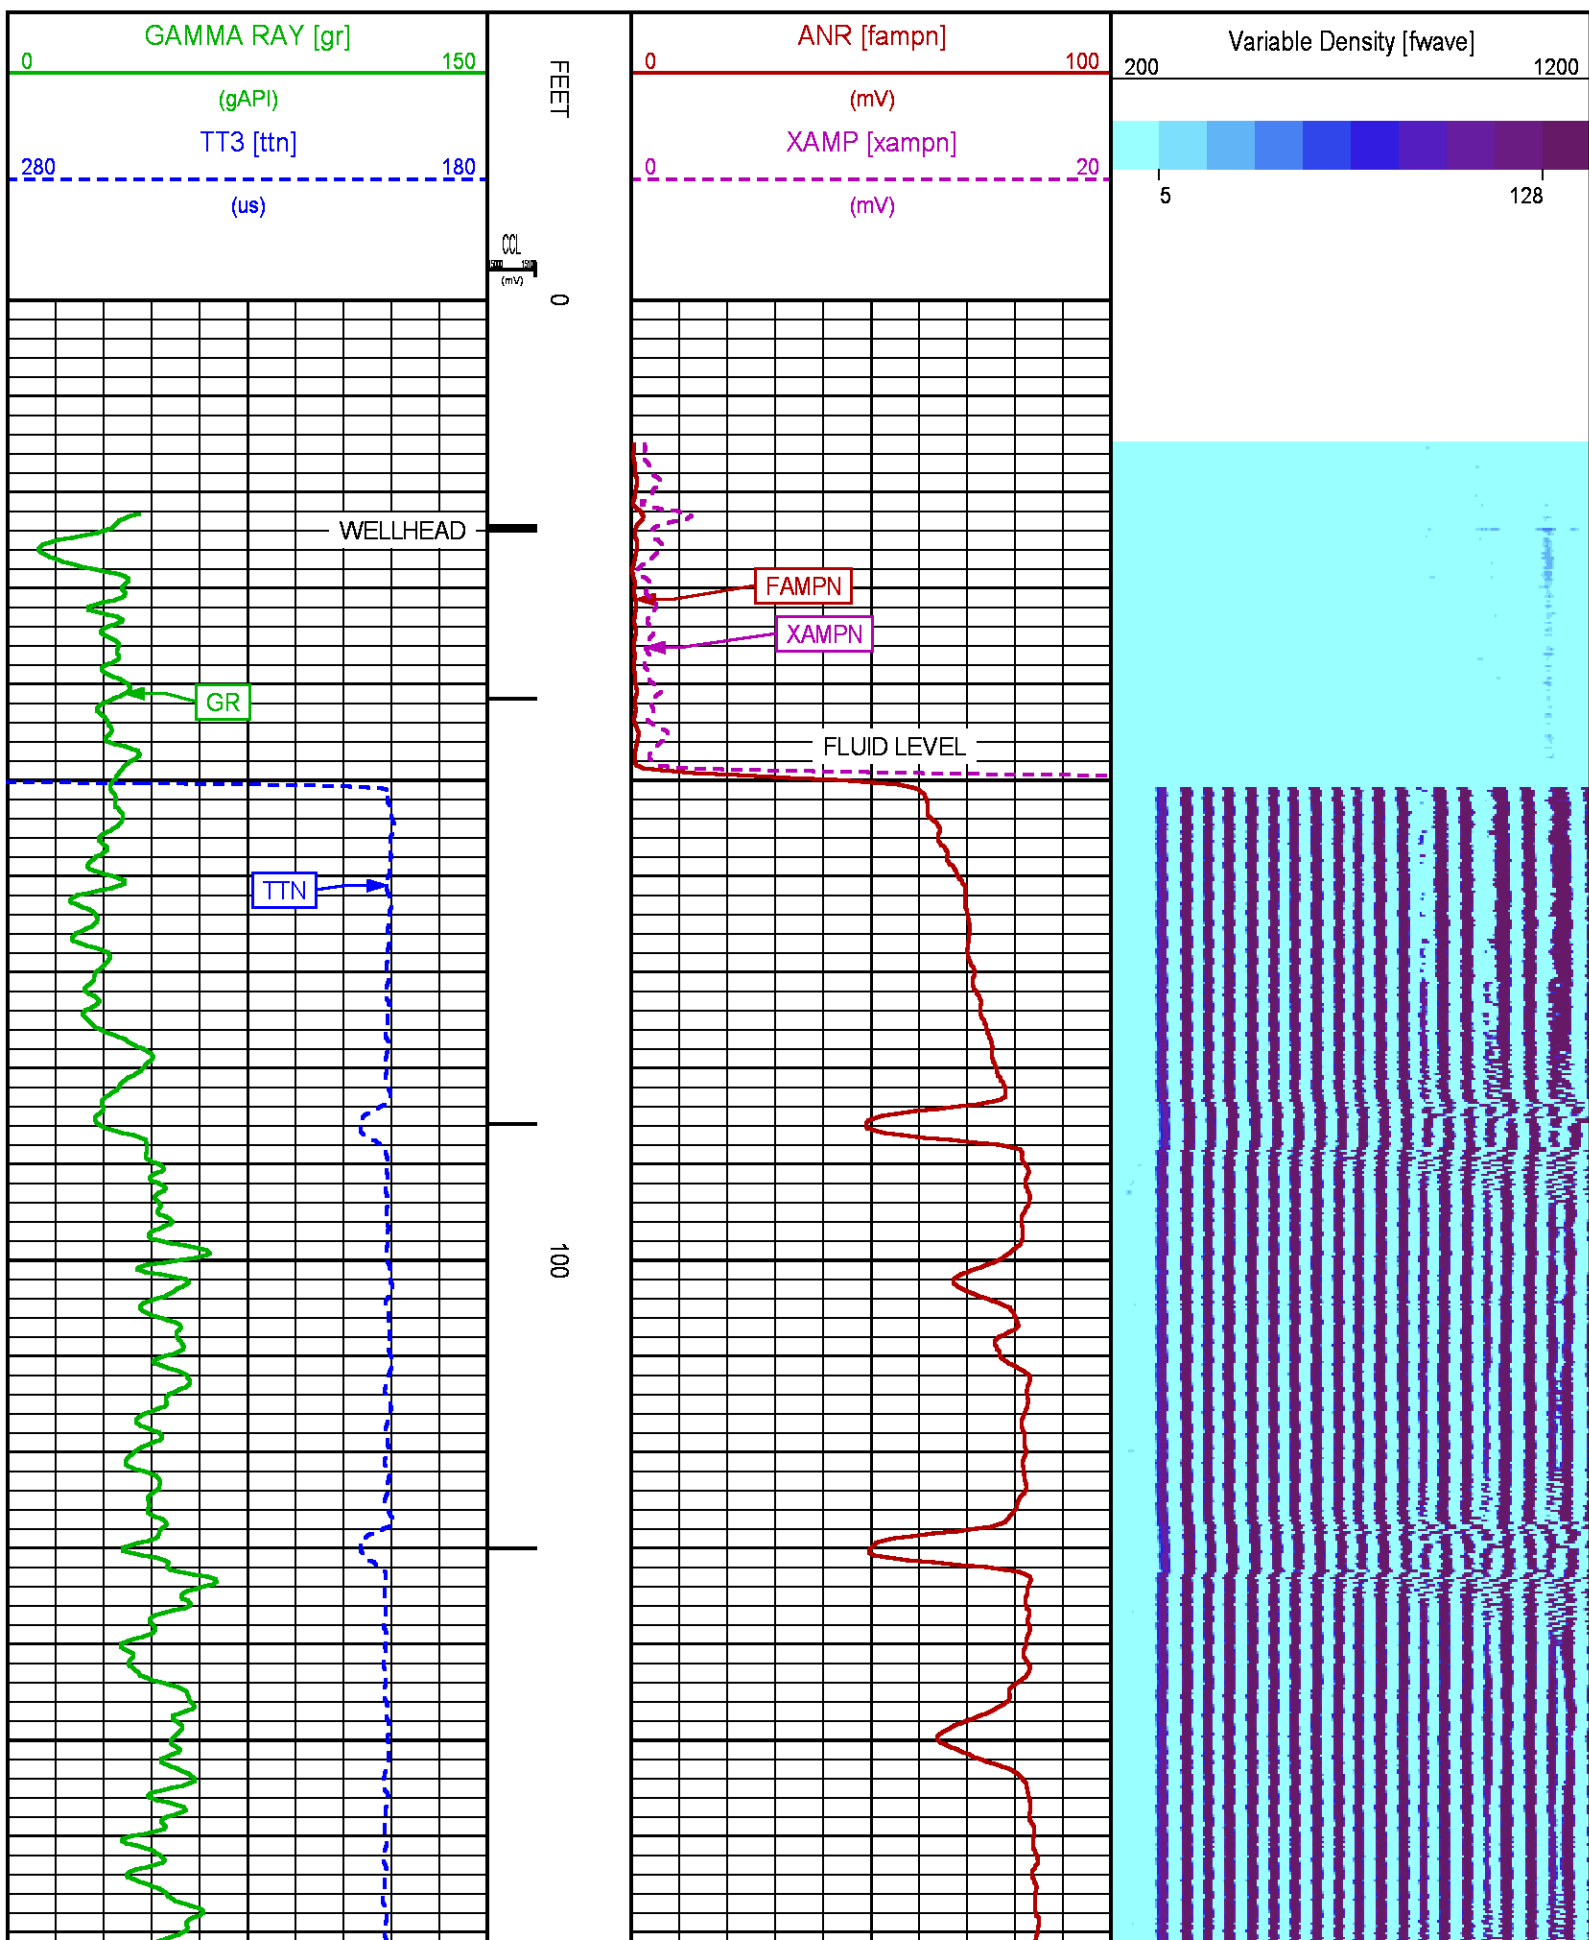 GAMMA RAY [gr]
0 150
(gAPI)
TT3 [ttn]
280 180
(us)
FEET
CCL
(mV)
ANR [fampn]
0 100
(mV)
XAMP [xampn]
0 20
(mV)
Variable Density [fwave]
200 1200
5 128
0
WELLHEAD
FAMPN
XAMPN
GR
FLUID LEVEL
TTN
100